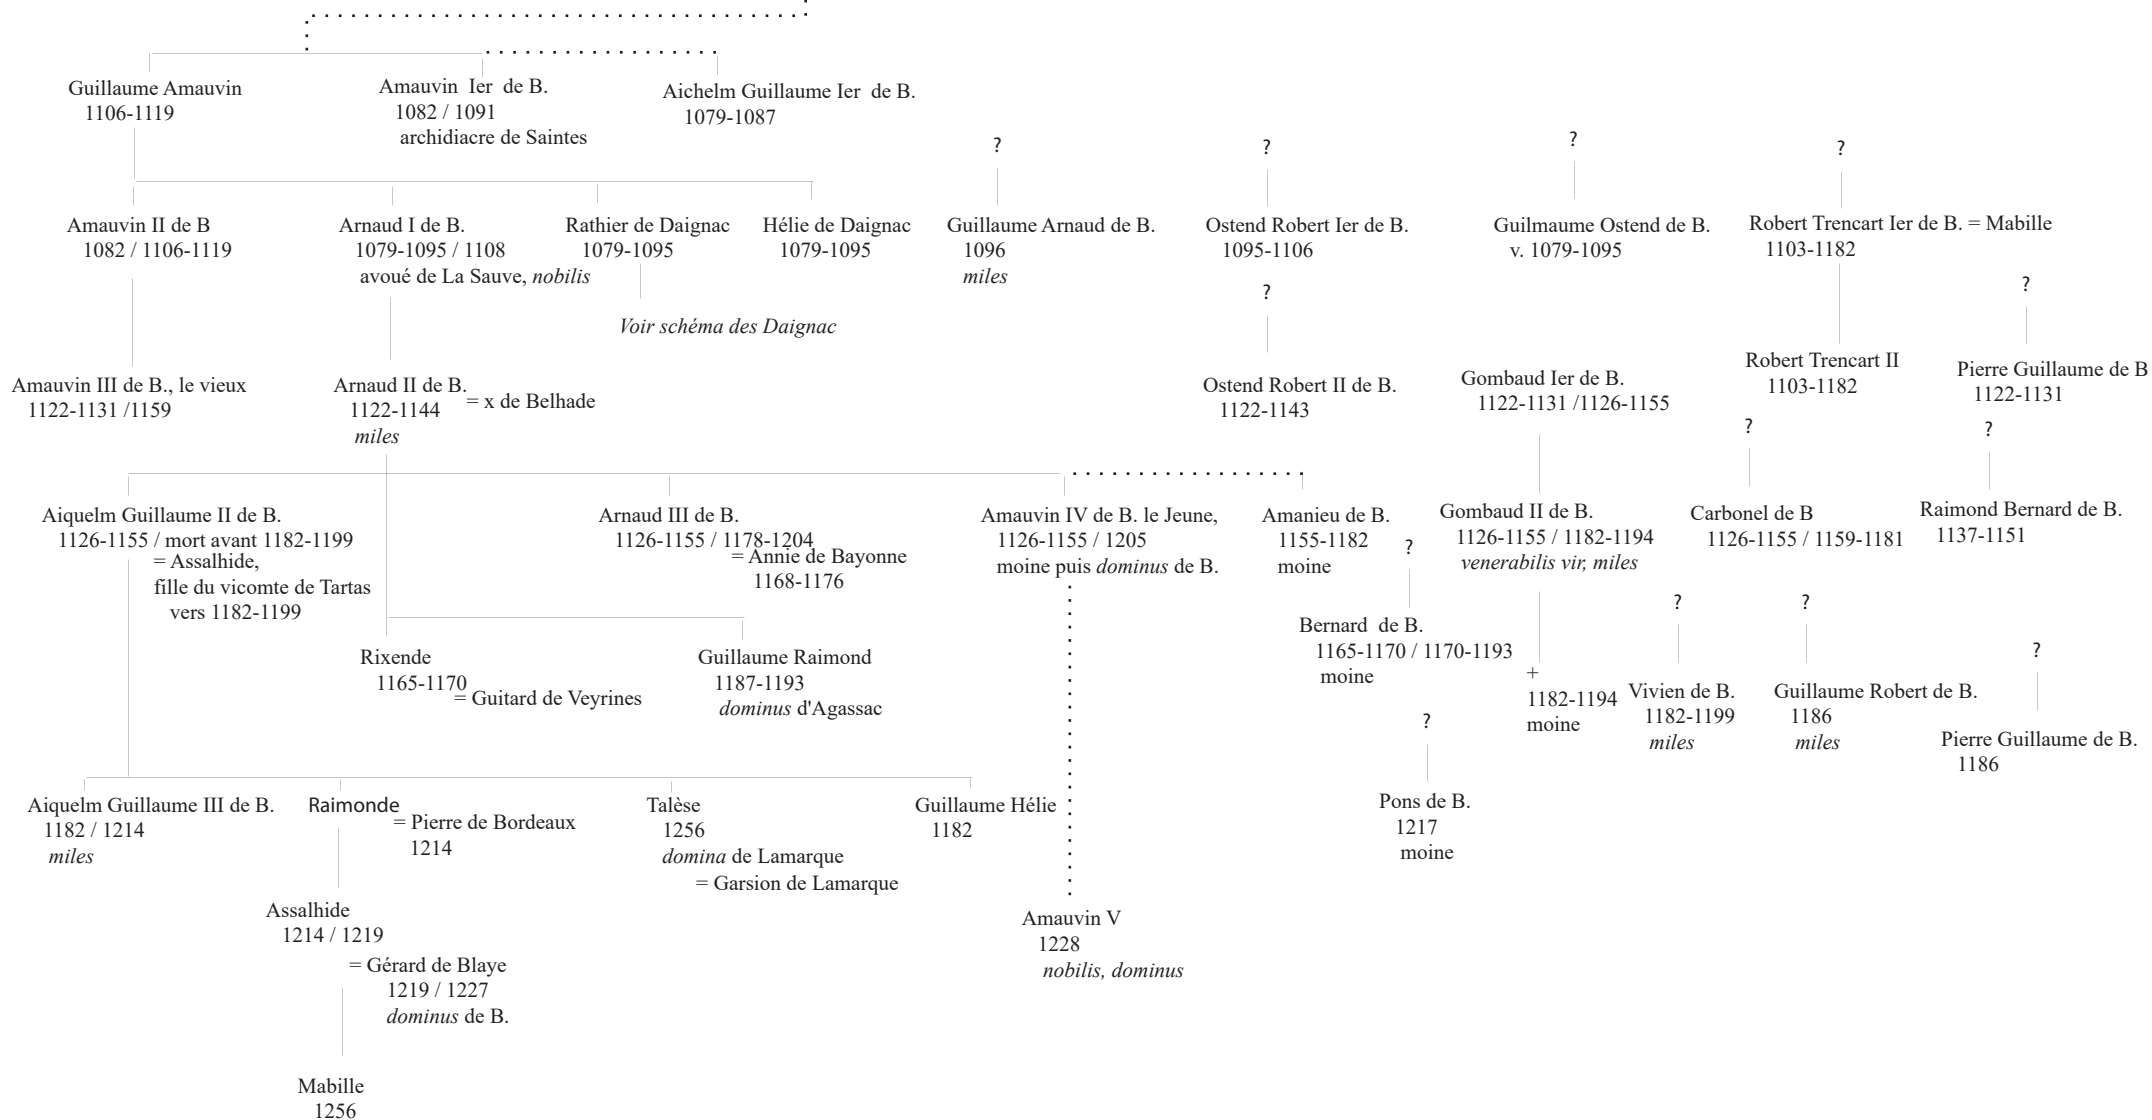 Guillaume Amauvin
1106-1119
Amauvin Ier de B.
1082 / 1091
archidiacre de Saintes
Aichelm Guillaume Ier de B.
1079-1087
?
?
?
?
Amauvin II de B
1082 / 1106-1119
Arnaud I de B.
1079-1095 / 1108
avoué de La Sauve, nobilis
Rathier de Daignac
1079-1095
Hélie de Daignac
1079-1095
Guillaume Arnaud de B.
1096
miles
Ostend Robert Ier de B.
1095-1106
Guilmaume Ostend de B.
v. 1079-1095
Robert Trencart Ier de B. = Mabille
1103-1182
?
?
Voir schéma des Daignac
Amauvin III de B., le vieux
1122-1131 /1159
Arnaud II de B.
1122-1144
miles
= x de Belhade
Ostend Robert II de B.
1122-1143
Gombaud Ier de B.
1122-1131 /1126-1155
Robert Trencart II
1103-1182
Pierre Guillaume de B
1122-1131
?
?
Aiquelm Guillaume II de B.
1126-1155 / mort avant 1182-1199
= Assalhide,
fille du vicomte de Tartas
vers 1182-1199
Arnaud III de B.
1126-1155 / 1178-1204
= Annie de Bayonne
1168-1176
Amauvin IV de B. le Jeune,
1126-1155 / 1205
moine puis dominus de B.
Amanieu de B.
1155-1182
moine
?
Gombaud II de B.
1126-1155 / 1182-1194
venerabilis vir, miles
Carbonel de B
1126-1155 / 1159-1181
Raimond Bernard de B.
1137-1151
?
?
Rixende
1165-1170
= Guitard de Veyrines
Guillaume Raimond
1187-1193
dominus d'Agassac
Bernard de B.
1165-1170 / 1170-1193
moine
?
+
1182-1194
moine
Vivien de B.
1182-1199
miles
Guillaume Robert de B.
1186
miles
?
Pierre Guillaume de B.
1186
Aiquelm Guillaume III de B.
1182 / 1214
miles
Raimonde
= Pierre de Bordeaux
1214
Talèse
1256
domina de Lamarque
= Garsion de Lamarque
Guillaume Hélie
1182
Pons de B.
1217
moine
Assalhide
1214 / 1219
= Gérard de Blaye
1219 / 1227
dominus de B.
Amauvin V
1228
nobilis, dominus
Mabille
1256